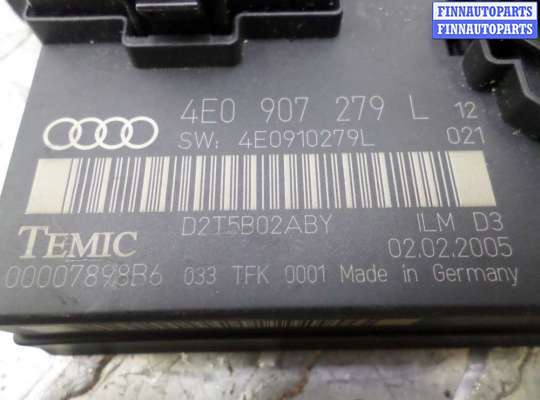 FINNAUTOPARTS
FINNAUTOPARTS
FINNAUTOPARTS
4E0 907 279 L 12
SW: 4E0910279L 021
D2T5B02ABY ILM D3
TEMIC 02.02.2005
00007898B6 033 TFK 0001 Made in Germany